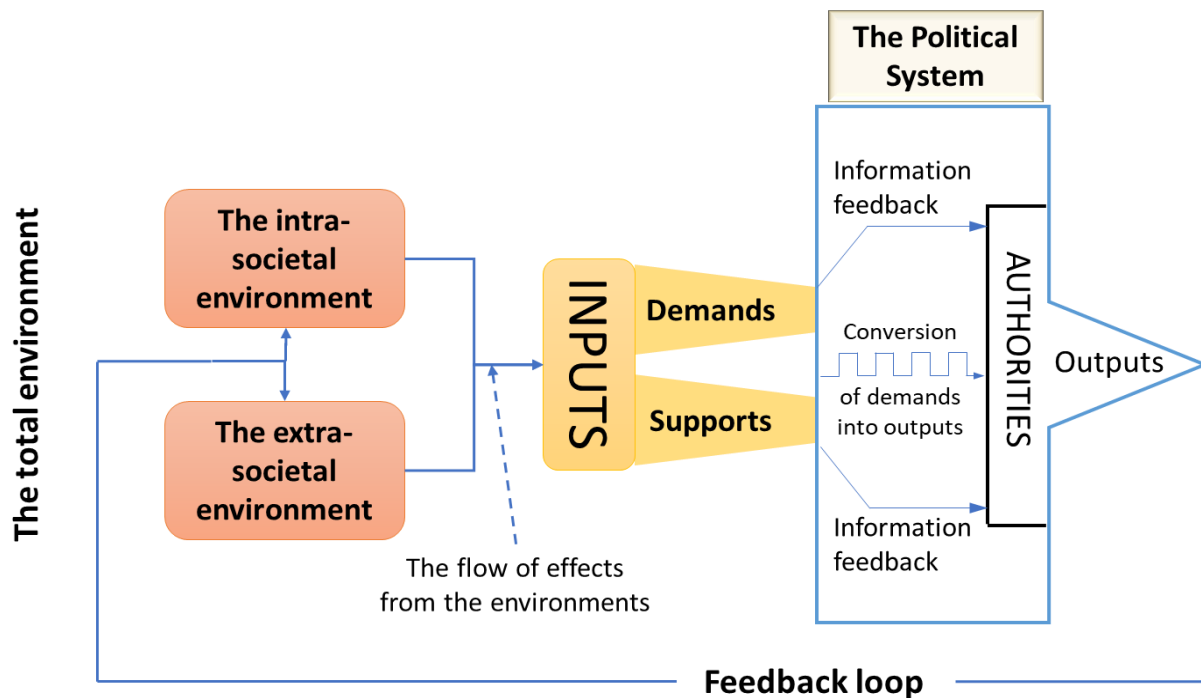 The Political
System
The total environment
The intra-
societal
environment
The extra-
societal
environment
The flow of effects
from the environments
INPUTS
Demands
Supports
Information
feedback
Conversion
of demands
into outputs
Information
feedback
AUTHORITIES
Outputs
Feedback loop